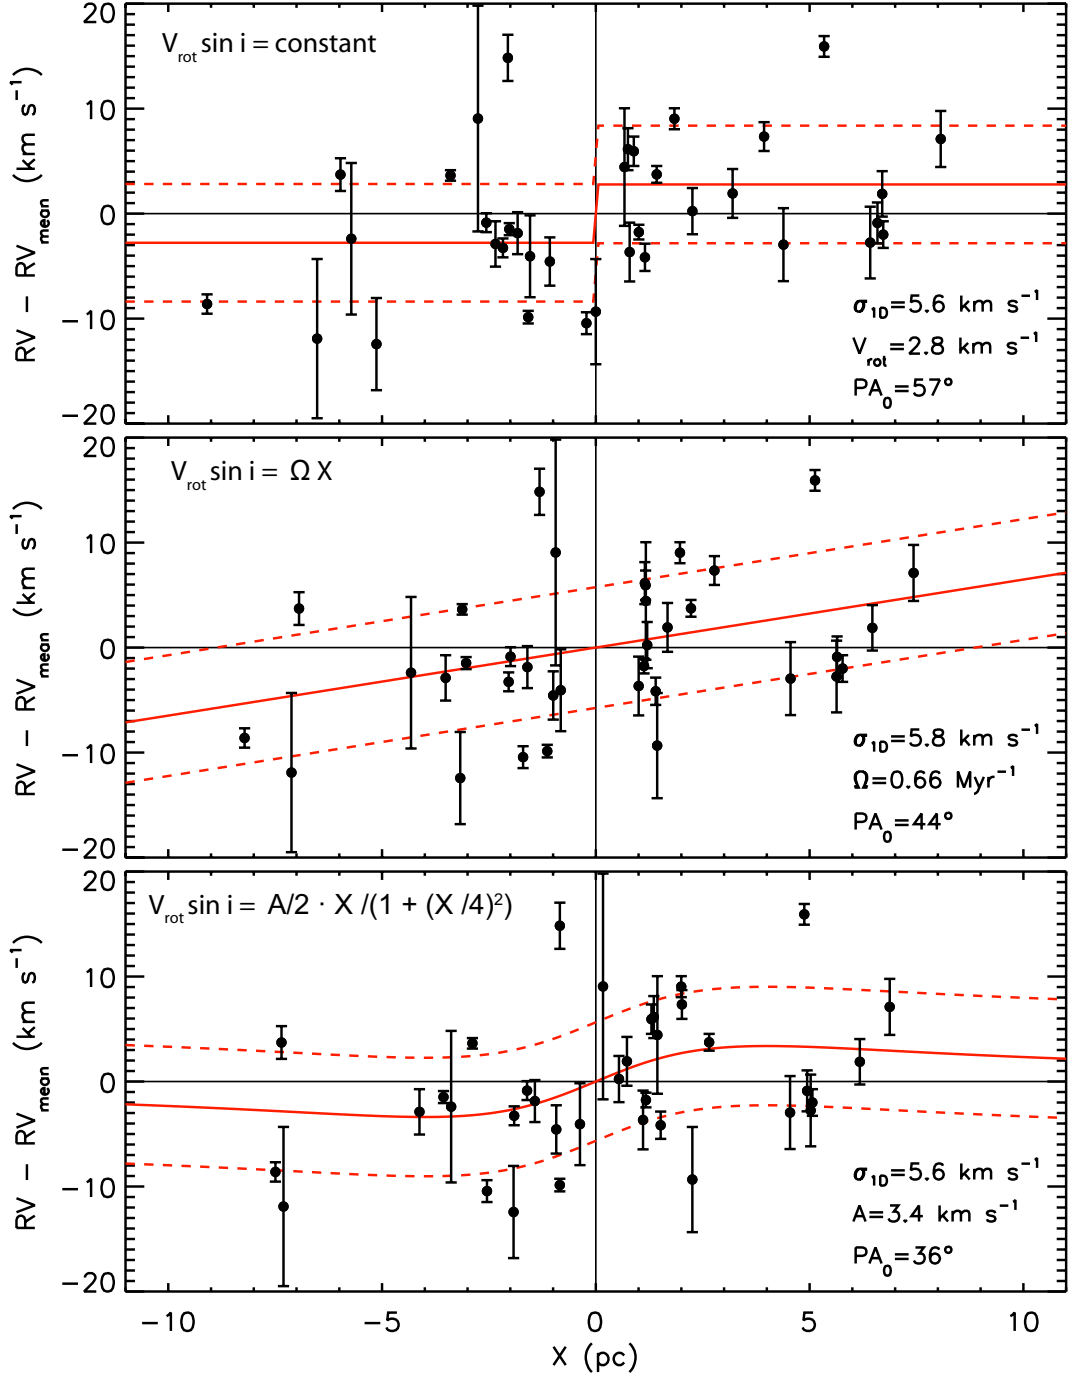 V_rot sin i = constant
20
10
0
−10
−20
RV − RV_mean (km s⁻¹)
σ_1D=5.6 km s⁻¹
V_rot=2.8 km s⁻¹
PA_0=57°
V_rot sin i = Ω X
20
10
0
−10
−20
RV − RV_mean (km s⁻¹)
σ_1D=5.8 km s⁻¹
Ω=0.66 Myr⁻¹
PA_0=44°
V_rot sin i = A/2 · X /(1 + (X /4)²)
20
10
0
−10
−20
RV − RV_mean (km s⁻¹)
σ_1D=5.6 km s⁻¹
A=3.4 km s⁻¹
PA_0=36°
−10 −5 0 5 10
X (pc)